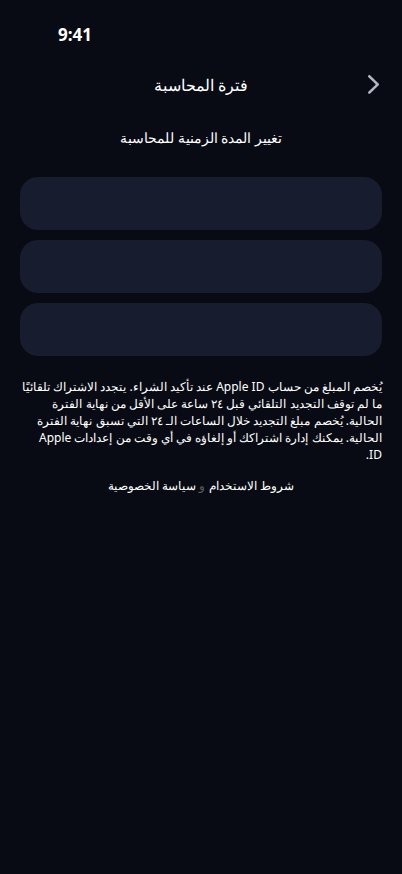 9:41
فترة المحاسبة
تغيير المدة الزمنية للمحاسبة
يُخصم المبلغ من حساب Apple ID عند تأكيد الشراء. يتجدد الاشتراك تلقائيًا
ما لم توقف التجديد التلقائي قبل ٢٤ ساعة على الأقل من نهاية الفترة
الحالية. يُخصم مبلغ التجديد خلال الساعات الـ ٢٤ التي تسبق نهاية الفترة
الحالية. يمكنك إدارة اشتراكك أو إلغاؤه في أي وقت من إعدادات Apple
ID.
شروط الاستخدام و سياسة الخصوصية